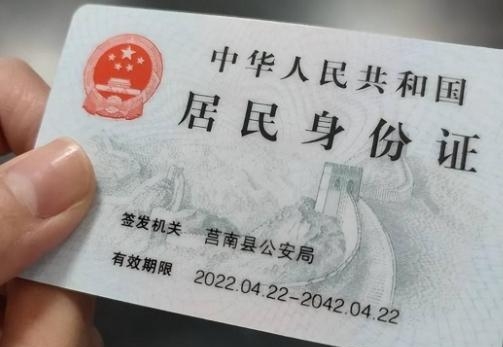 中华人民共和国
居民身份证
签发机关 莒南县公安局
有效期限 2022.04.22-2042.04.22